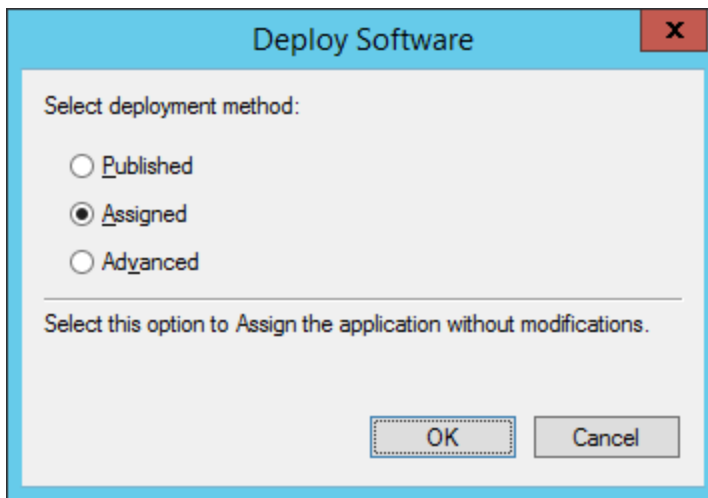 Deploy Software
x
Select deployment method:
Published
Assigned
Advanced
Select this option to Assign the application without modifications.
OK
Cancel